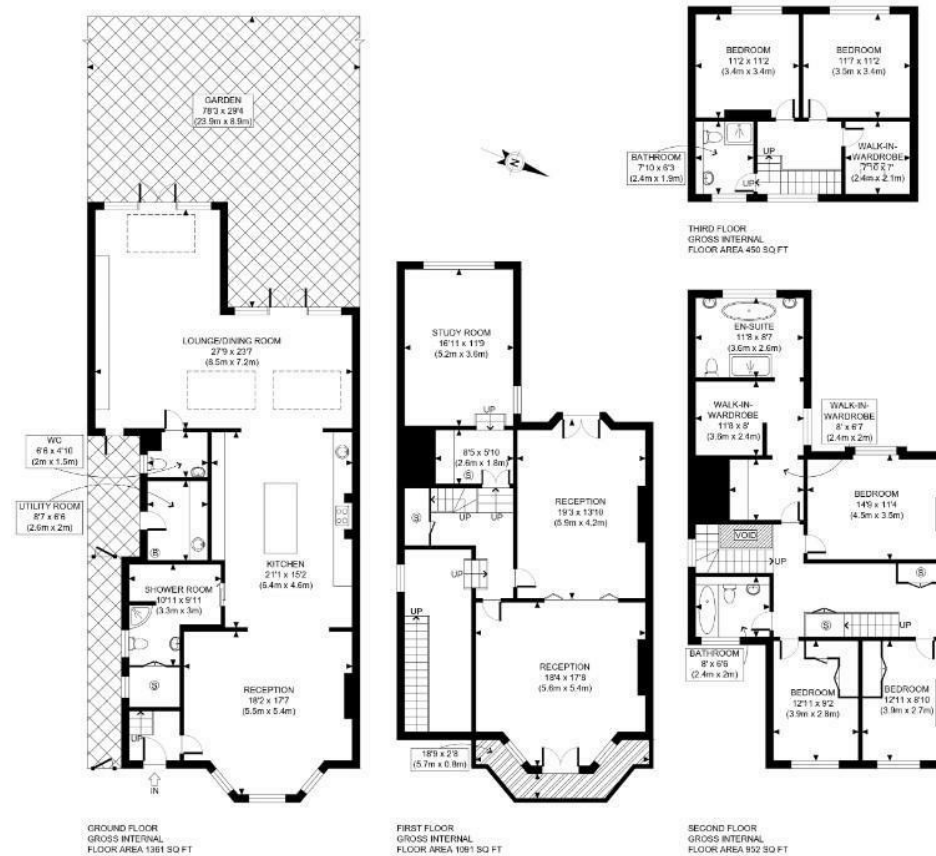 GARDEN
78'3 x 29'4
(23.9m x 8.9m)
LOUNGE/DINING ROOM
27'9 x 23'7
(8.5m x 7.2m)
WC
6'6 x 4'10
(2m x 1.5m)
UTILITY ROOM
8'7 x 6'6
(2.6m x 2m)
S
KITCHEN
21'1 x 15'2
(6.4m x 4.6m)
SHOWER ROOM
10'11 x 9'11
(3.3m x 3m)
S
RECEPTION
18'2 x 17'7
(5.5m x 5.4m)
UP
IN
GROUND FLOOR
GROSS INTERNAL
FLOOR AREA 1361 SQ FT
N
STUDY ROOM
16'11 x 11'9
(5.2m x 3.6m)
UP
8'5 x 5'10
(2.6m x 1.8m)
S
RECEPTION
19'3 x 13'10
(5.9m x 4.2m)
S
UP
UP
UP
UP
RECEPTION
18'4 x 17'8
(5.6m x 5.4m)
18'9 x 2'8
(5.7m x 0.8m)
FIRST FLOOR
GROSS INTERNAL
FLOOR AREA 1091 SQ FT
BEDROOM
11'2 x 11'2
(3.4m x 3.4m)
BEDROOM
11'7 x 11'2
(3.5m x 3.4m)
BATHROOM
7'10 x 6'3
(2.4m x 1.9m)
UP
UP
WALK-IN-
WARDROBE
7'10 x 7'
(2.4m x 2.1m)
THIRD FLOOR
GROSS INTERNAL
FLOOR AREA 450 SQ FT
EN-SUITE
11'8 x 8'7
(3.6m x 2.6m)
WALK-IN-
WARDROBE
11'8 x 8'
(3.6m x 2.4m)
WALK-IN-
WARDROBE
8' x 6'7
(2.4m x 2m)
BEDROOM
14'9 x 11'4
(4.5m x 3.5m)
VOID
UP
S
S
UP
BATHROOM
8' x 6'6
(2.4m x 2m)
BEDROOM
12'11 x 9'2
(3.9m x 2.8m)
BEDROOM
12'11 x 8'10
(3.9m x 2.7m)
SECOND FLOOR
GROSS INTERNAL
FLOOR AREA 952 SQ FT